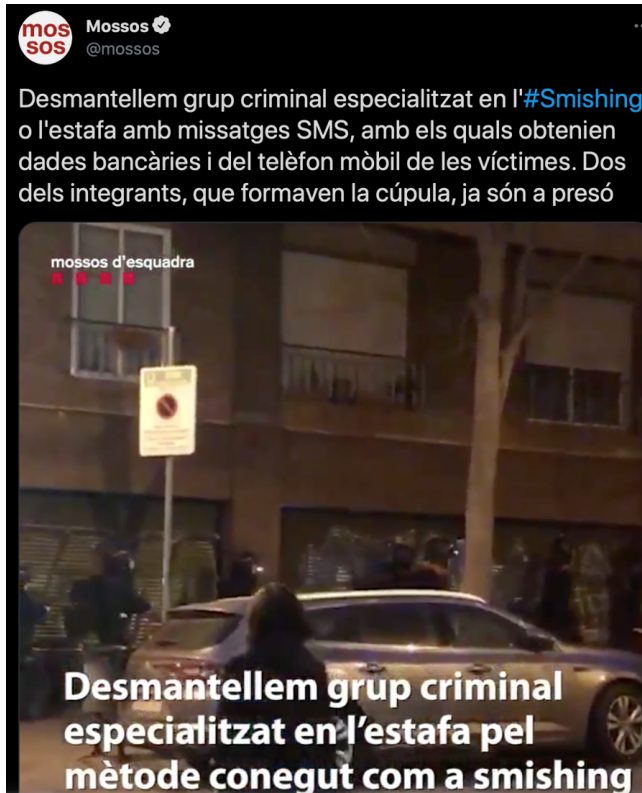 mos
sos
Mossos
@mossos
Desmantellem grup criminal especialitzat en l'#Smishing
o l'estafa amb missatges SMS, amb els quals obtenien
dades bancàries i del telèfon mòbil de les víctimes. Dos
dels integrants, que formaven la cúpula, ja són a presó
mossos d'esquadra
Desmantellem grup criminal
especialitzat en l’estafa pel
mètode conegut com a smishing